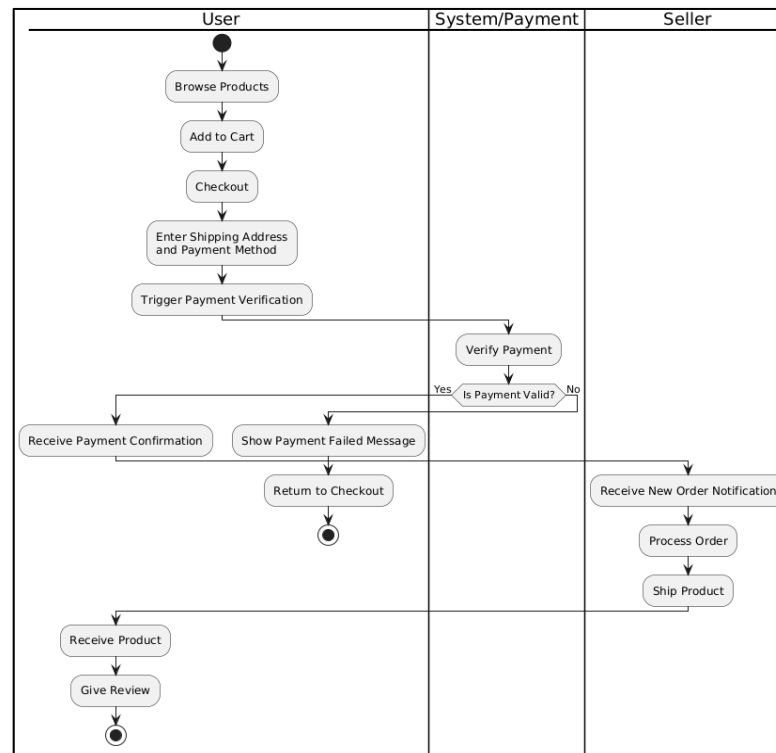 User
System/Payment
Seller
Browse Products
Add to Cart
Checkout
Enter Shipping Address
and Payment Method
Trigger Payment Verification
Verify Payment
Yes
Is Payment Valid?
No
Receive Payment Confirmation
Show Payment Failed Message
Return to Checkout
Receive New Order Notification
Process Order
Ship Product
Receive Product
Give Review